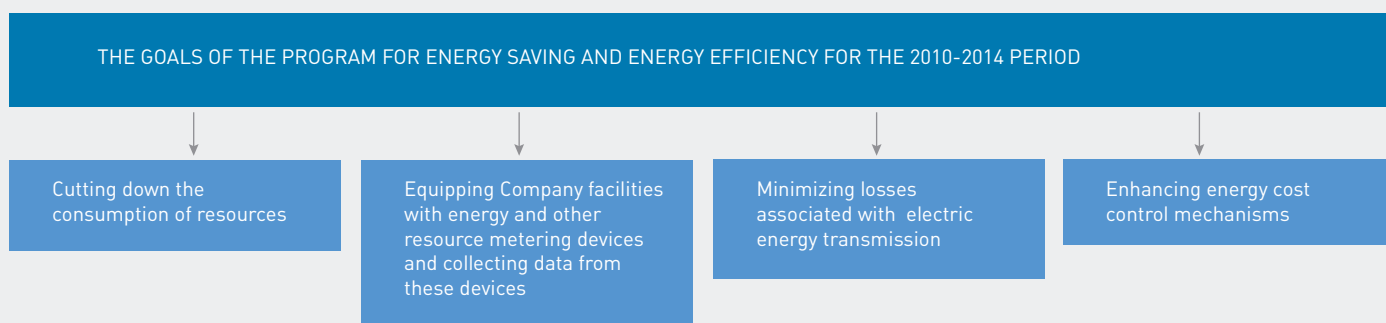 THE GOALS OF THE PROGRAM FOR ENERGY SAVING AND ENERGY EFFICIENCY FOR THE 2010-2014 PERIOD
Cutting down the
consumption of resources
Equipping Company facilities
with energy and other
resource metering devices
and collecting data from
these devices
Minimizing losses
associated with electric
energy transmission
Enhancing energy cost
control mechanisms